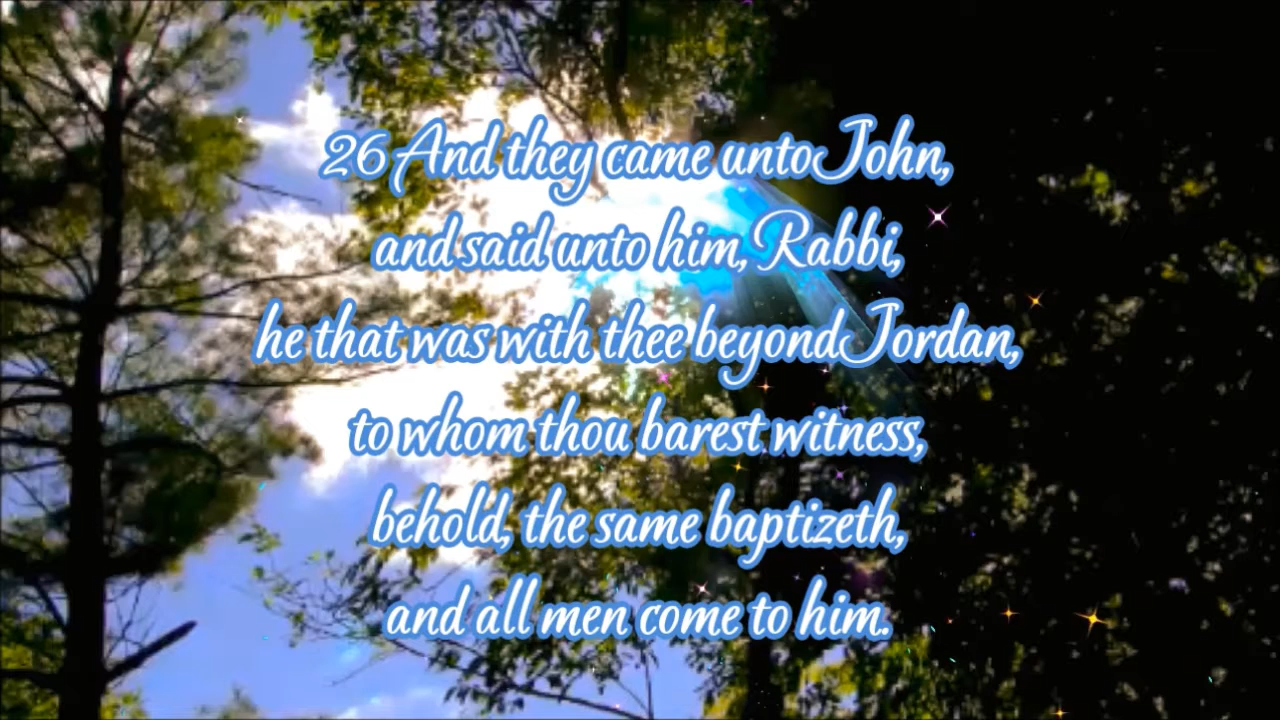 26 And they came unto John,
and said unto him, Rabbi,
he that was with thee beyond Jordan,
to whom thou barest witness,
behold, the same baptizeth,
and all men come to him.